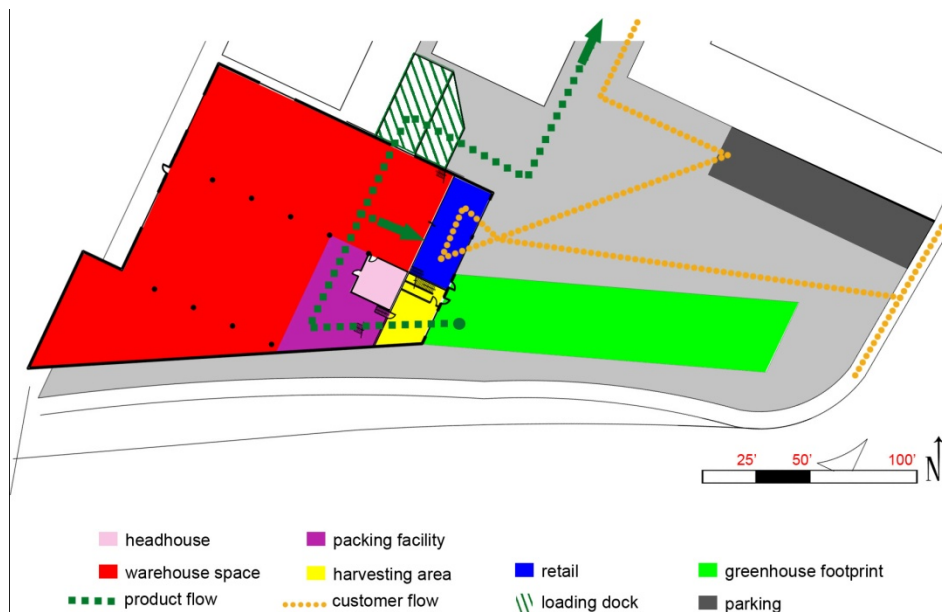 25' 50' 100' N
headhouse packing facility
warehouse space harvesting area retail greenhouse footprint
product flow customer flow loading dock parking